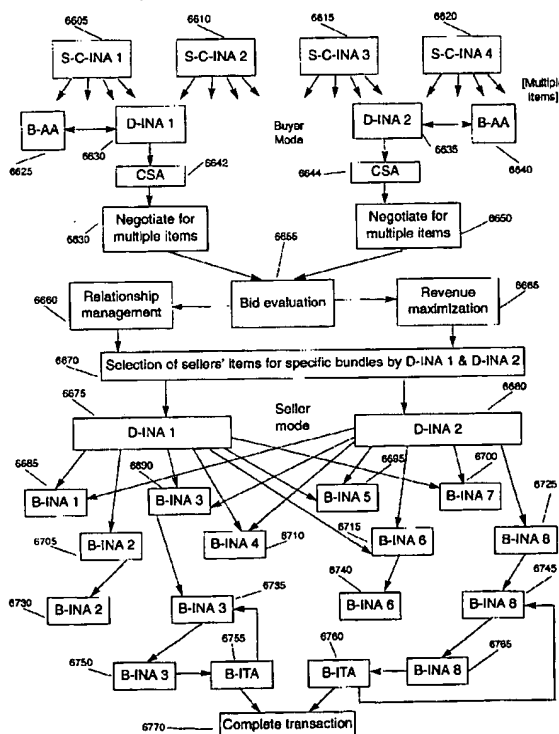 6605
6610
6615
6620
S-C-INA 1
S-C-INA 2
S-C-INA 3
S-C-INA 4
[Multiple
items]
B-AA
D-INA 1
Buyer
Mode
D-INA 2
B-AA
6625
6630
6635
6640
CSA
6642
6644
CSA
Negotiate for
multiple items
6630
6655
Negotiate for
multiple items
6650
6660
Relationship
management
Bid evaluation
Revenue
maximization
6665
6670
Selection of sellers' items for specific bundles by D-INA 1 & D-INA 2
6675
Seller
mode
6680
D-INA 1
D-INA 2
6685
6690
6695
6700
6725
B-INA 1
B-INA 3
B-INA 5
B-INA 7
6705
B-INA 2
B-INA 4
6710
6715
B-INA 6
B-INA 8
6730
B-INA 2
6735
B-INA 3
6740
B-INA 6
6745
B-INA 8
6750
B-INA 3
6755
B-ITA
6760
B-ITA
B-INA 8
6765
6770
Complete transaction